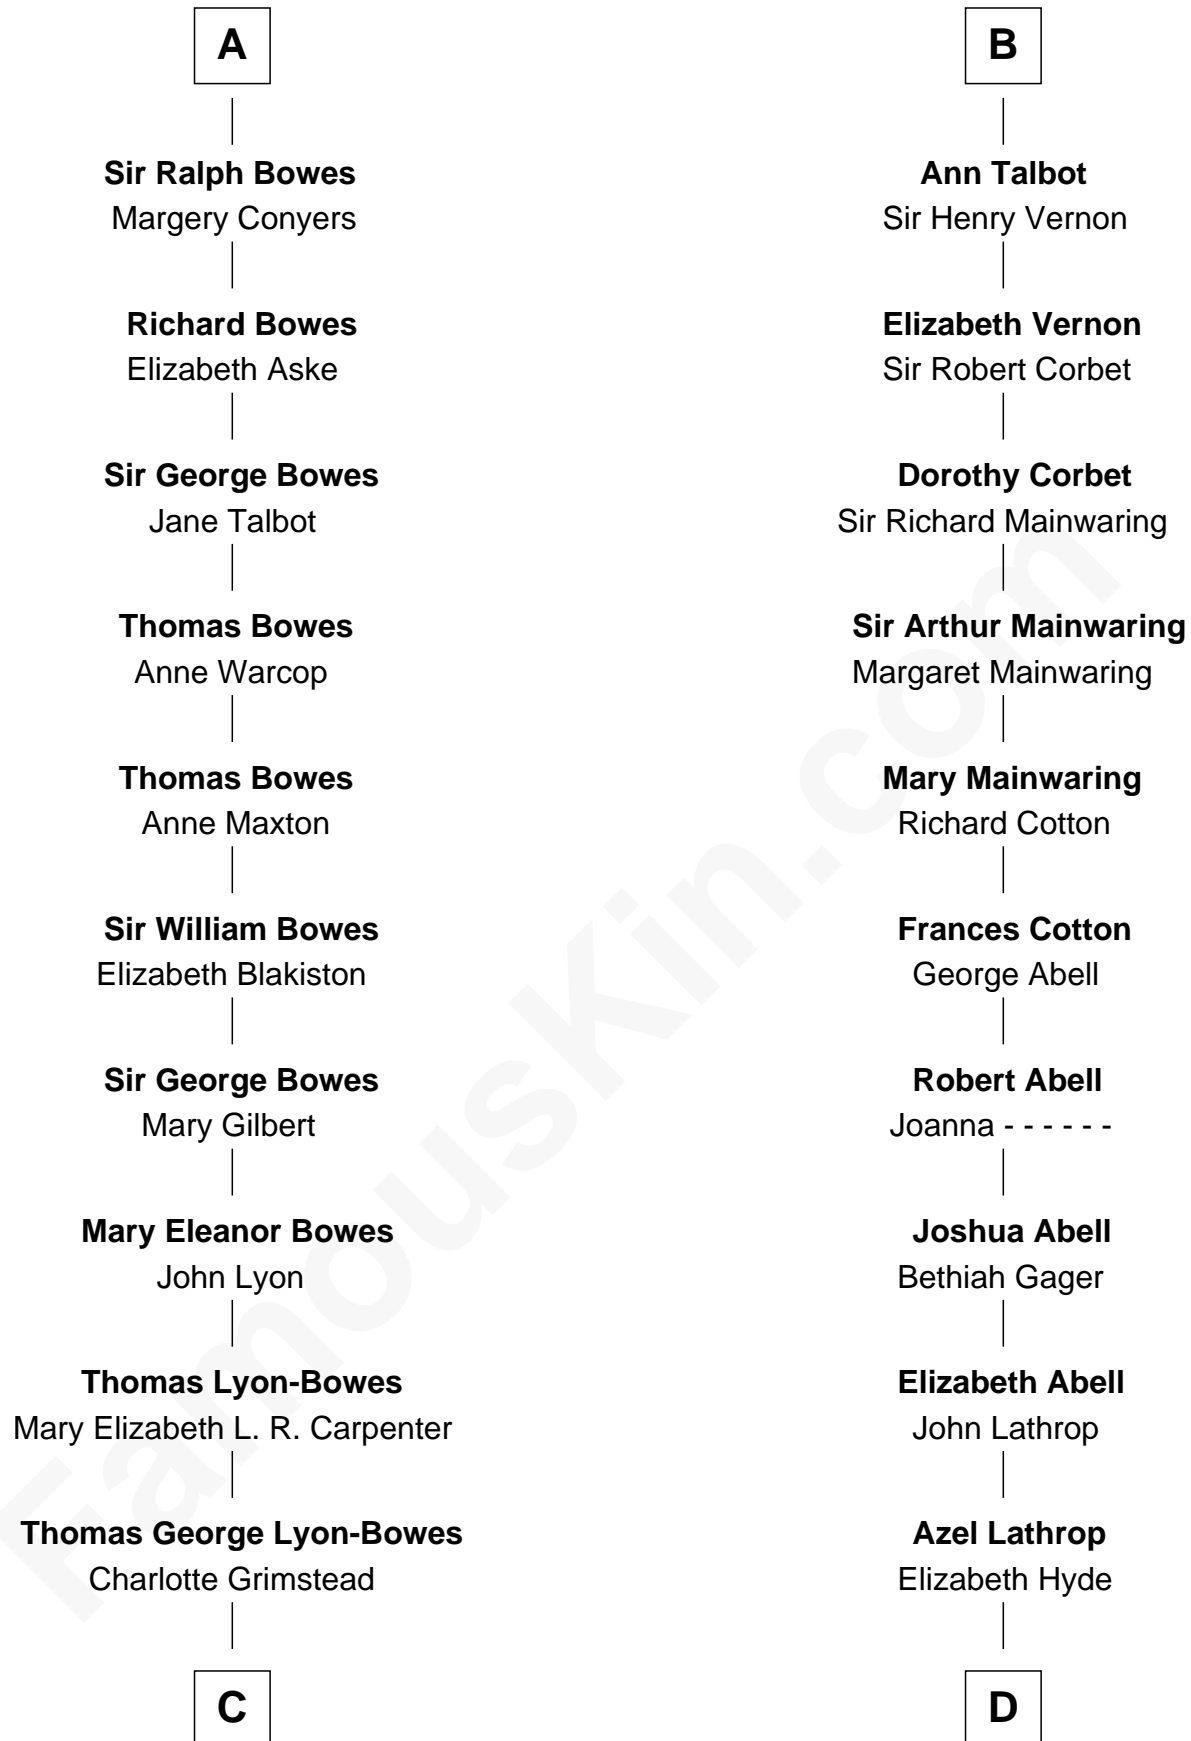 A
Sir Ralph Bowes
Margery Conyers
Richard Bowes
Elizabeth Aske
Sir George Bowes
Jane Talbot
Thomas Bowes
Anne Warcop
Thomas Bowes
Anne Maxton
Sir William Bowes
Elizabeth Blakiston
Sir George Bowes
Mary Gilbert
Mary Eleanor Bowes
John Lyon
Thomas Lyon-Bowes
Mary Elizabeth L. R. Carpenter
Thomas George Lyon-Bowes
Charlotte Grimstead
C
B
Ann Talbot
Sir Henry Vernon
Elizabeth Vernon
Sir Robert Corbet
Dorothy Corbet
Sir Richard Mainwaring
Sir Arthur Mainwaring
Margaret Mainwaring
Mary Mainwaring
Richard Cotton
Frances Cotton
George Abell
Robert Abell
Joanna - - - - - -
Joshua Abell
Bethiah Gager
Elizabeth Abell
John Lathrop
Azel Lathrop
Elizabeth Hyde
D
FamousKin.com